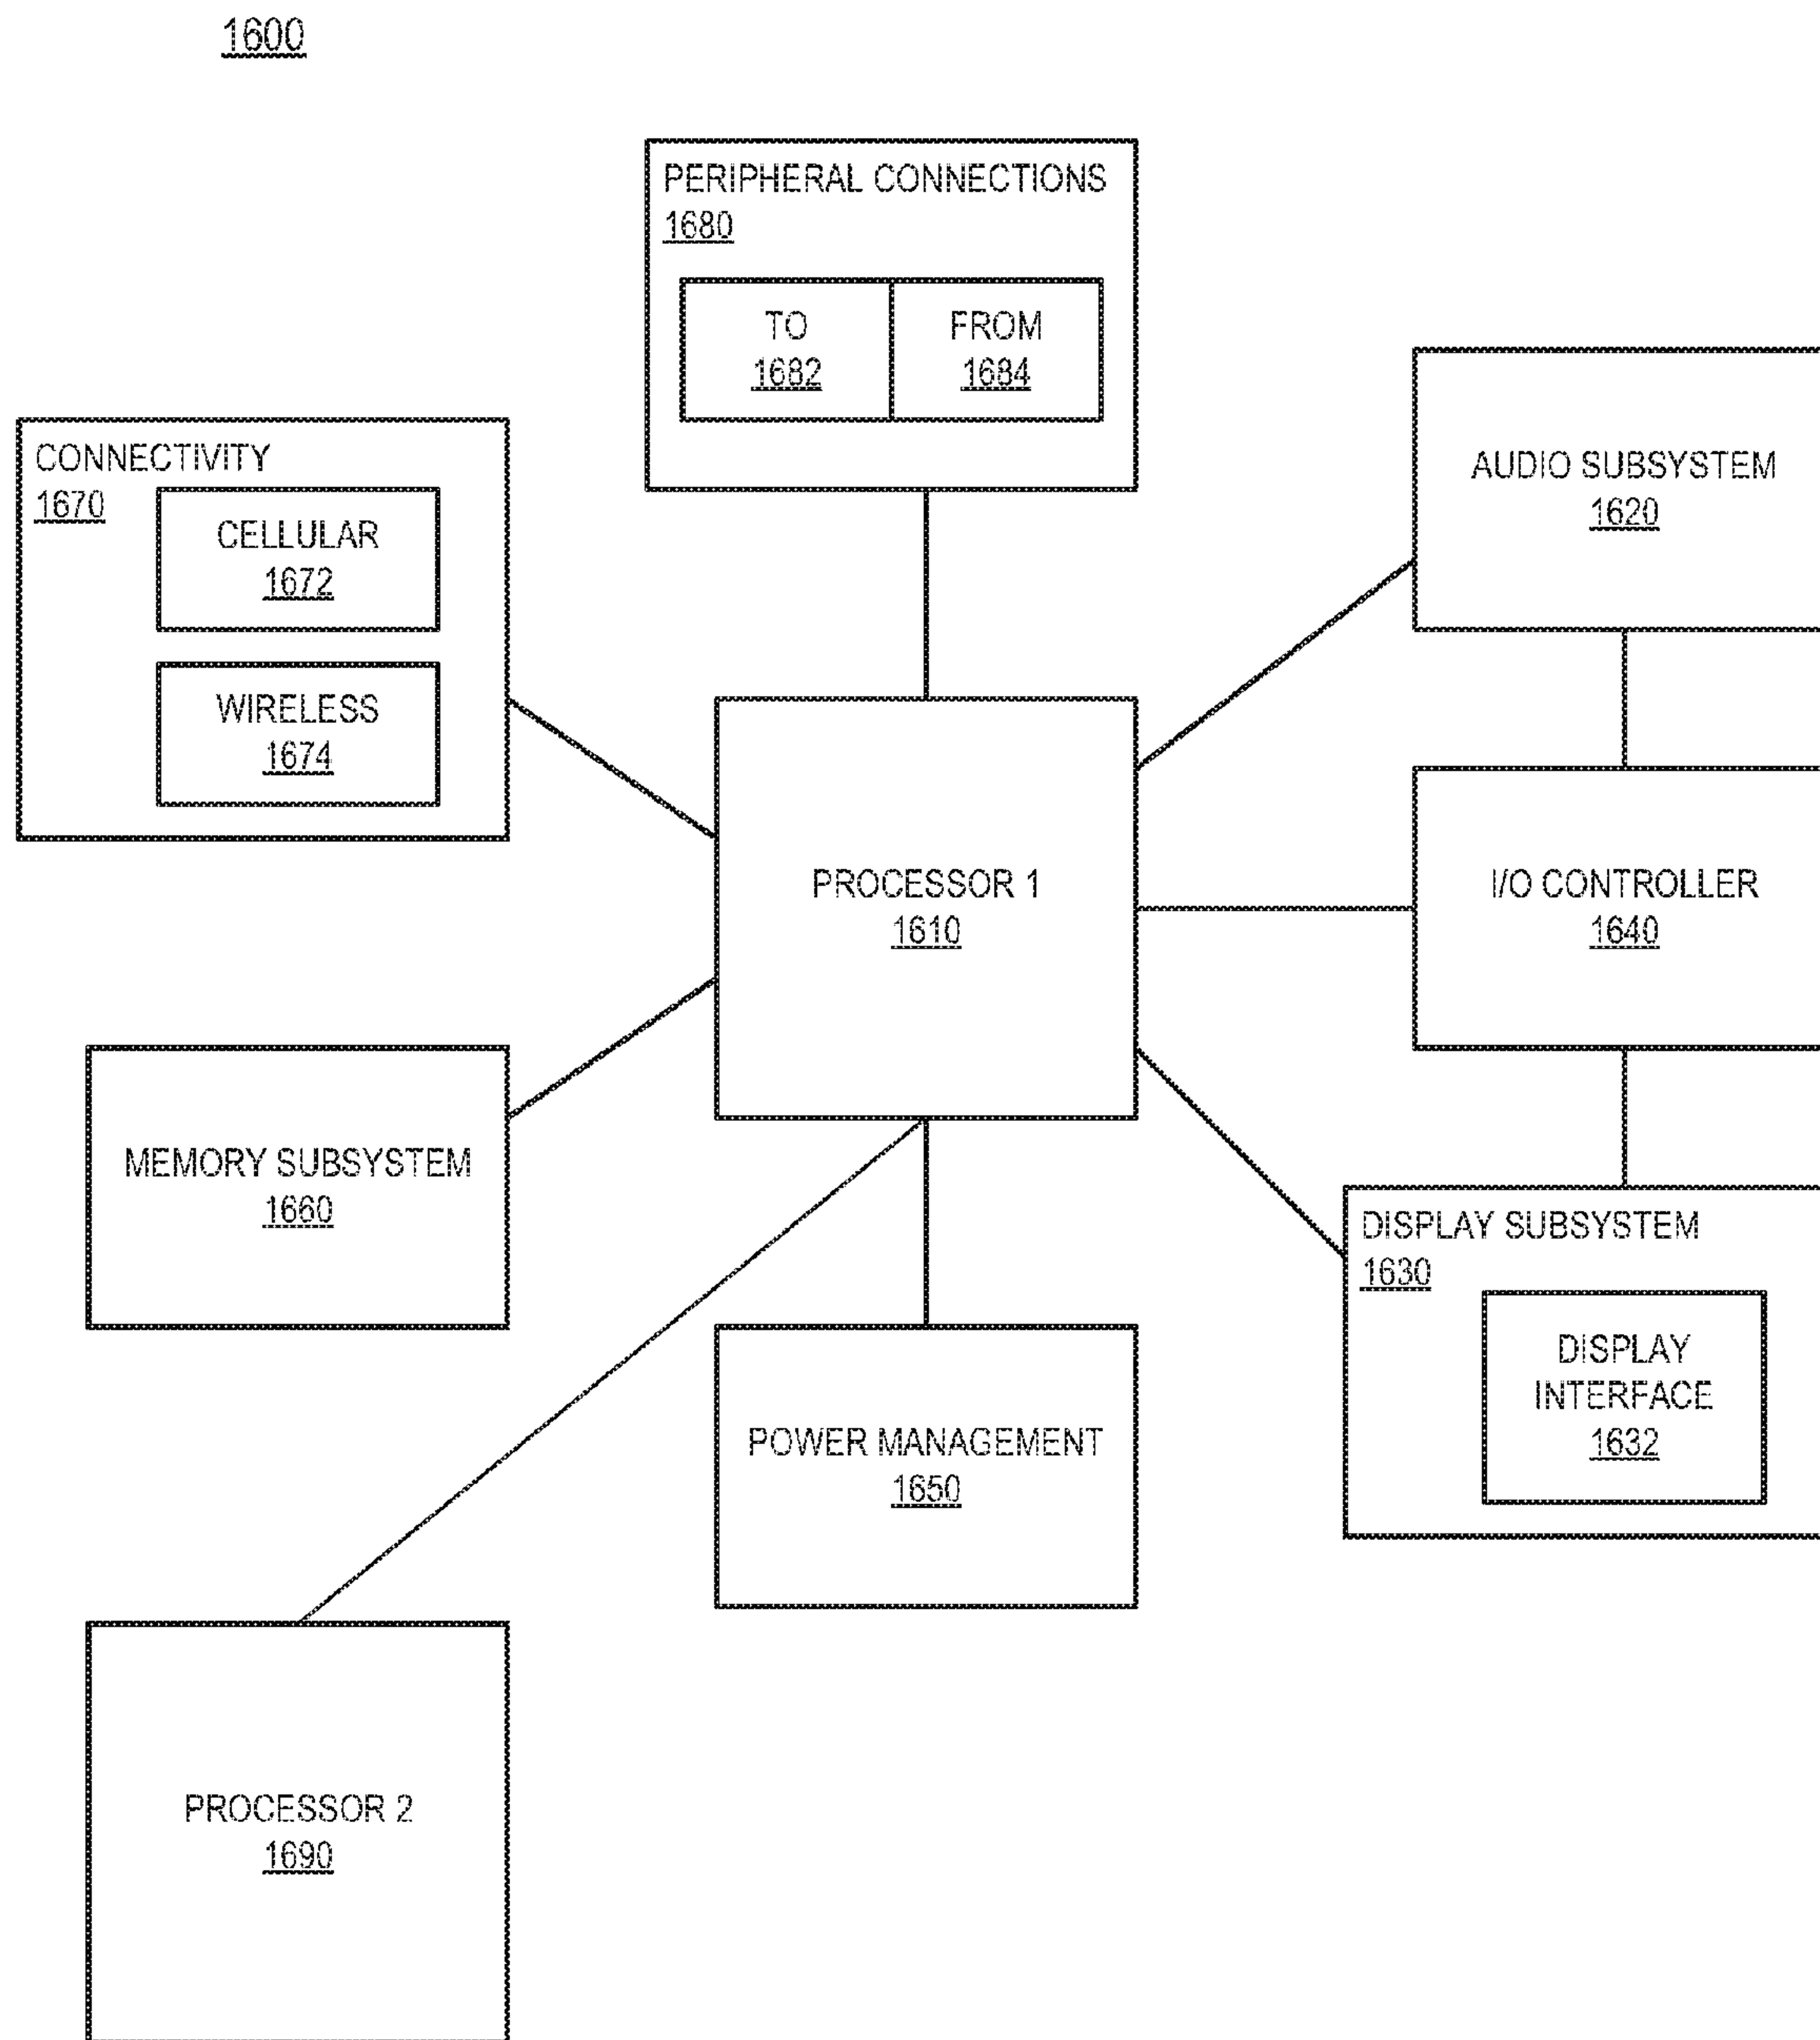 1600
PERIPHERAL CONNECTIONS
1680
TO
1682
FROM
1684
CONNECTIVITY
1670
CELLULAR
1672
WIRELESS
1674
AUDIO SUBSYSTEM
1620
PROCESSOR 1
1610
I/O CONTROLLER
1640
MEMORY SUBSYSTEM
1660
DISPLAY SUBSYSTEM
1630
DISPLAY
INTERFACE
1632
POWER MANAGEMENT
1650
PROCESSOR 2
1690